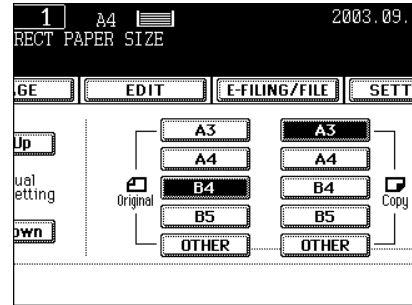 1 A4 2003.09.
RECT PAPER SIZE
GE EDIT E-FILING/FILE SETT
Up
ual
etting
own
Original
A3
A4
B4
B5
OTHER
A3
A4
B4
B5
OTHER
Copy